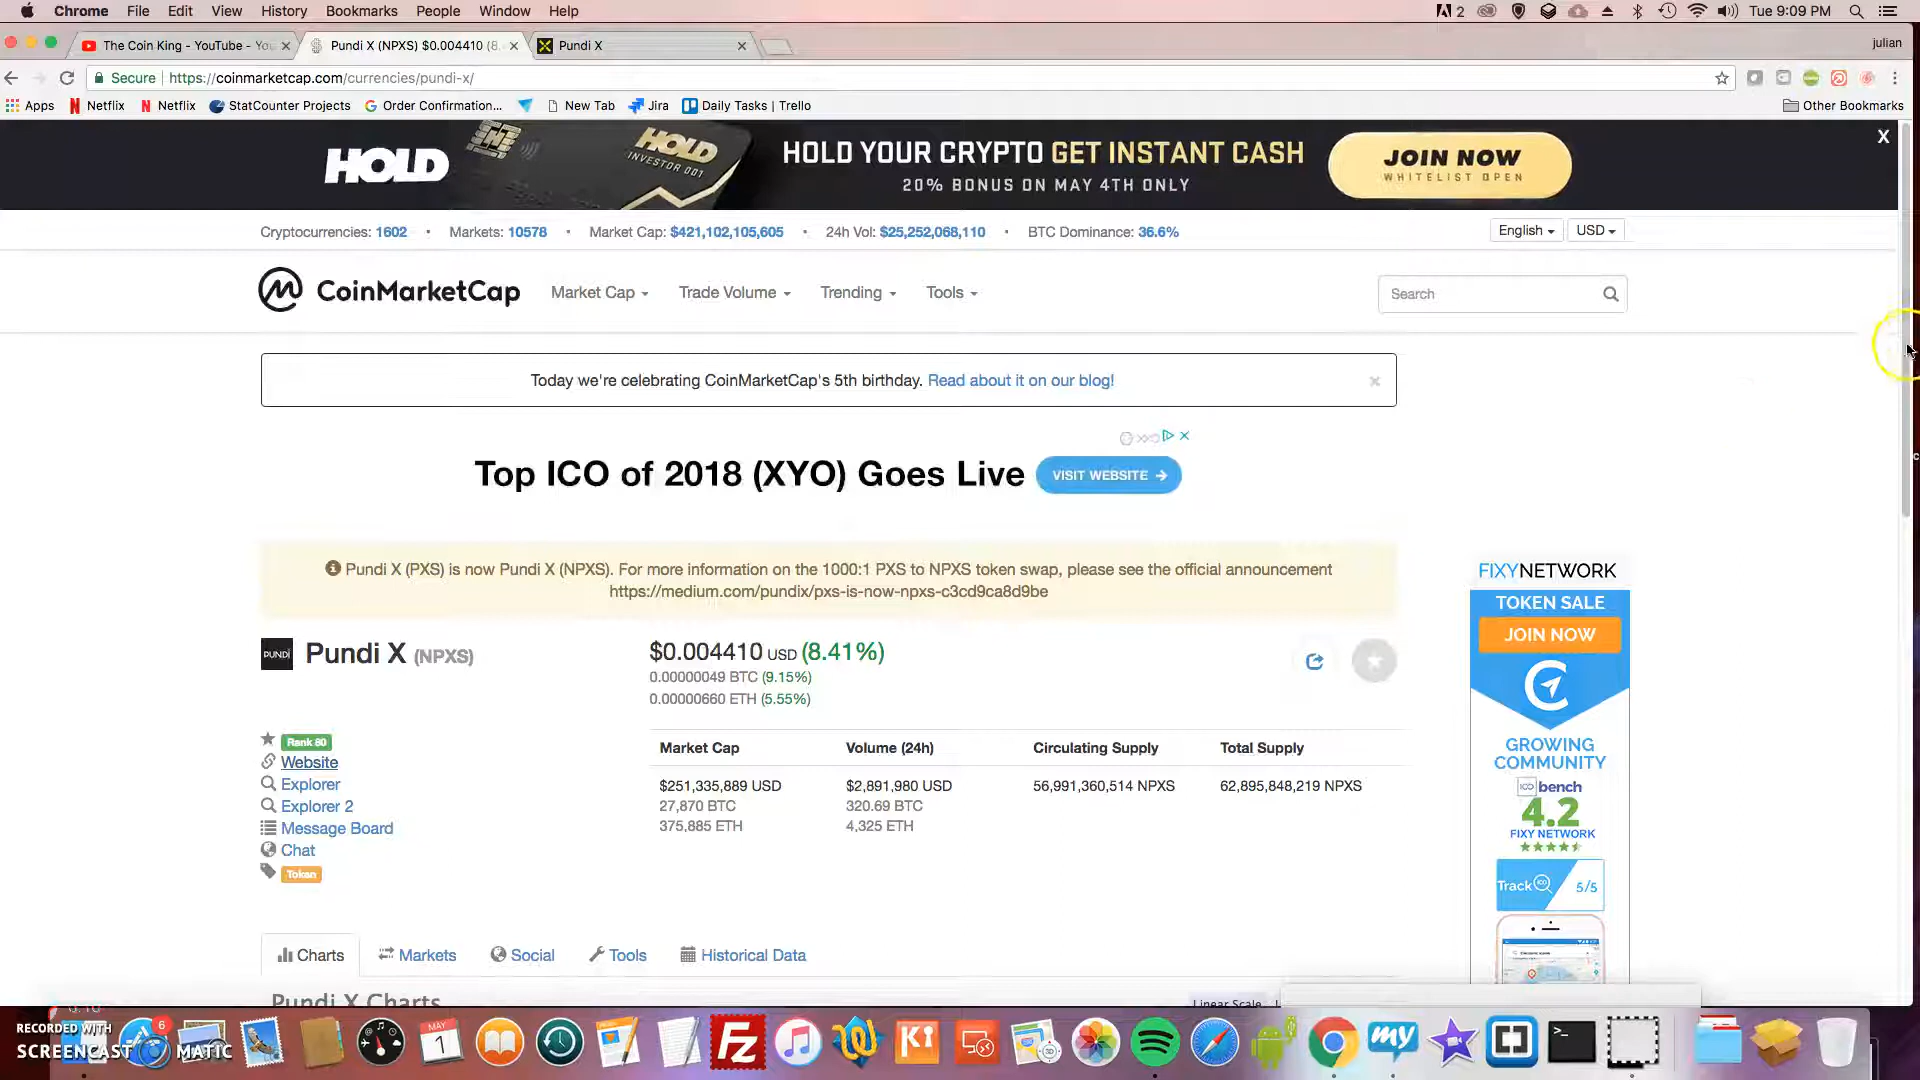 Chrome File Edit View History Bookmarks People Window Help 2 Tue 9:09 PM
The Coin King - YouTube - Yo Pundi X (NPXS) $0.004410 (8. Pundi X julian
Secure https://coinmarketcap.com/currencies/pundi-x/
Apps Netflix Netflix StatCounter Projects Order Confirmation... New Tab Jira Daily Tasks | Trello Other Bookmarks
HOLD HOLD INVESTOR 001 HOLD YOUR CRYPTO GET INSTANT CASH JOIN NOW X
20% BONUS ON MAY 4TH ONLY WHITELIST OPEN
Cryptocurrencies: 1602 • Markets: 10578 • Market Cap: $421,102,105,605 • 24h Vol: $25,252,068,110 • BTC Dominance: 36.6% English USD
CoinMarketCap Market Cap Trade Volume Trending Tools Search
Today we're celebrating CoinMarketCap's 5th birthday. Read about it on our blog! ×
Top ICO of 2018 (XYO) Goes Live VISIT WEBSITE →
Pundi X (PXS) is now Pundi X (NPXS). For more information on the 1000:1 PXS to NPXS token swap, please see the official announcement
https://medium.com/pundix/pxs-is-now-npxs-c3cd9ca8d9be
PUNDI Pundi X (NPXS) $0.004410 USD (8.41%)
0.00000049 BTC (9.15%)
0.00000660 ETH (5.55%)
Rank 80
Website
Explorer
Explorer 2
Message Board
Chat
Token
Market Cap Volume (24h) Circulating Supply Total Supply
$251,335,889 USD $2,891,980 USD 56,991,360,514 NPXS 62,895,848,219 NPXS
27,870 BTC 320.69 BTC
375,885 ETH 4,325 ETH
FIXYNETWORK
TOKEN SALE
JOIN NOW
GROWING
COMMUNITY
ICO bench
4.2
FIXY NETWORK
Track ICO 5/5
Charts Markets Social Tools Historical Data
Pundi X Charts Linear Scale
RECORDED WITH
SCREENCAST MATIC
6 MAY 1 my